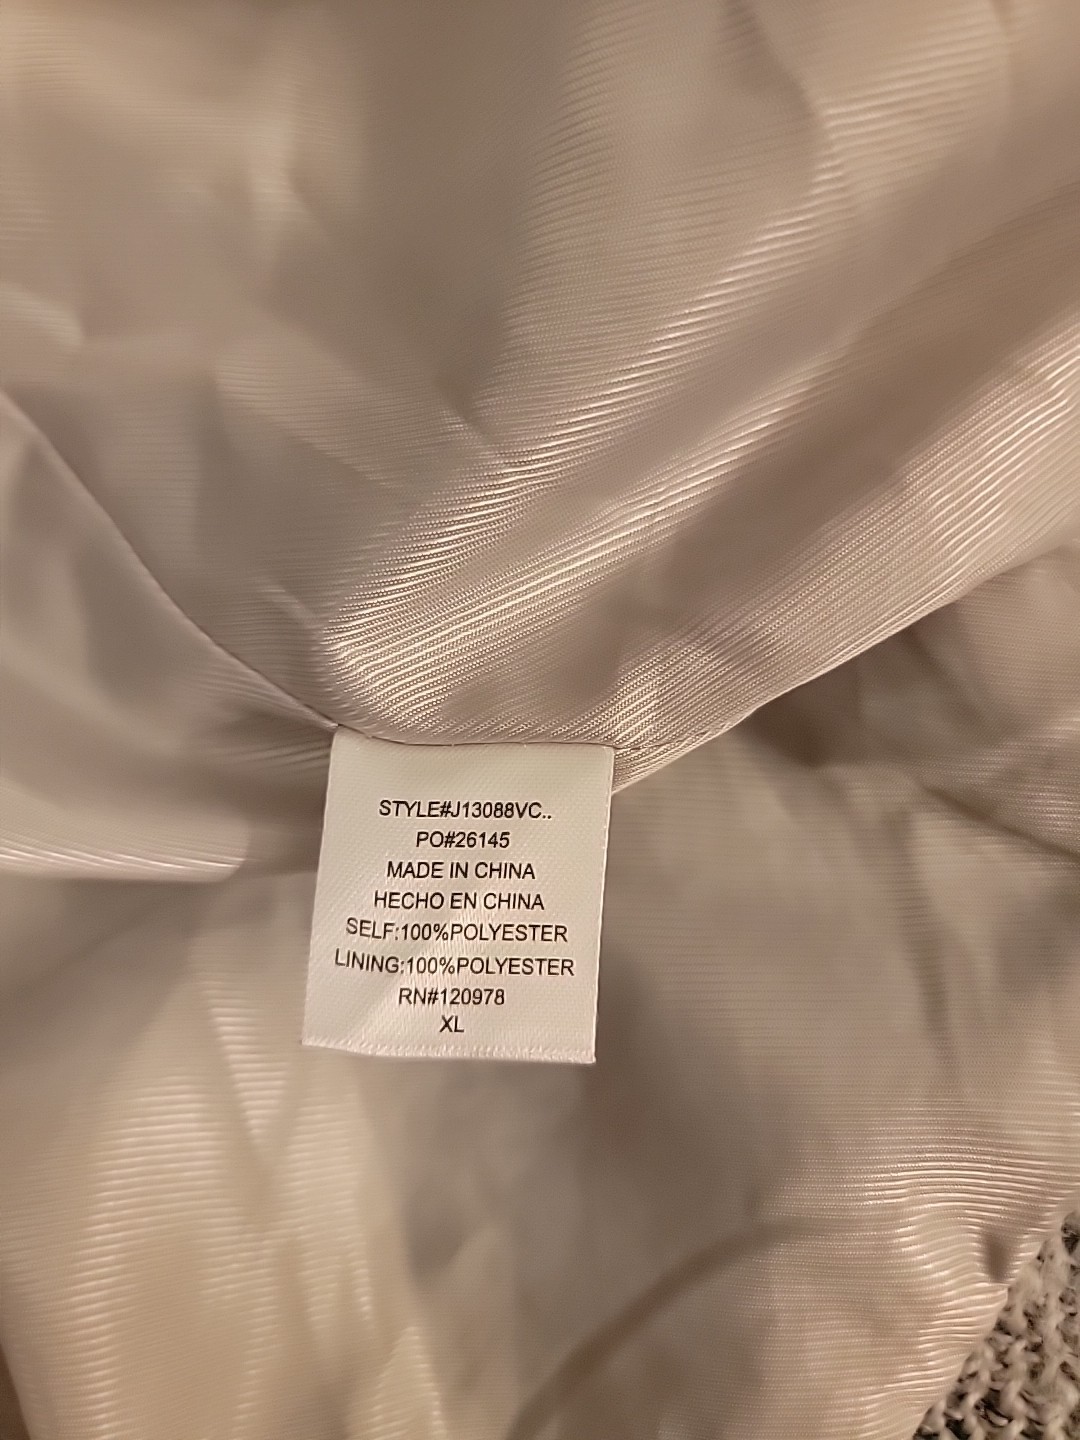 STYLE#J13088VC..
PO#26145
MADE IN CHINA
HECHO EN CHINA
SELF:100%POLYESTER
LINING:100%POLYESTER
RN#120978
XL